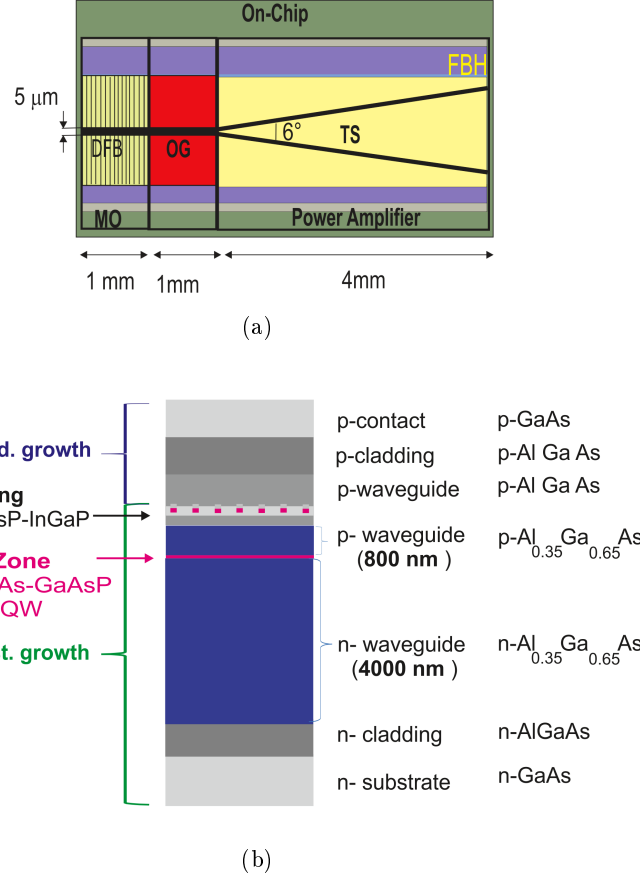 On-Chip
FBH
5 μm
DFB
OG
6°
TS
MO
Power Amplifier
1 mm
1mm
4mm
(a)
p-contact p-GaAs
d. growth
p-cladding p-Al Ga As
p-waveguide p-Al Ga As
ng
sP-InGaP
p- waveguide p-Al0.35Ga0.65As
(800 nm )
Zone
As-GaAsP
QW
n- waveguide n-Al0.35Ga0.65As
(4000 nm )
t. growth
n- cladding n-AlGaAs
n- substrate n-GaAs
(b)